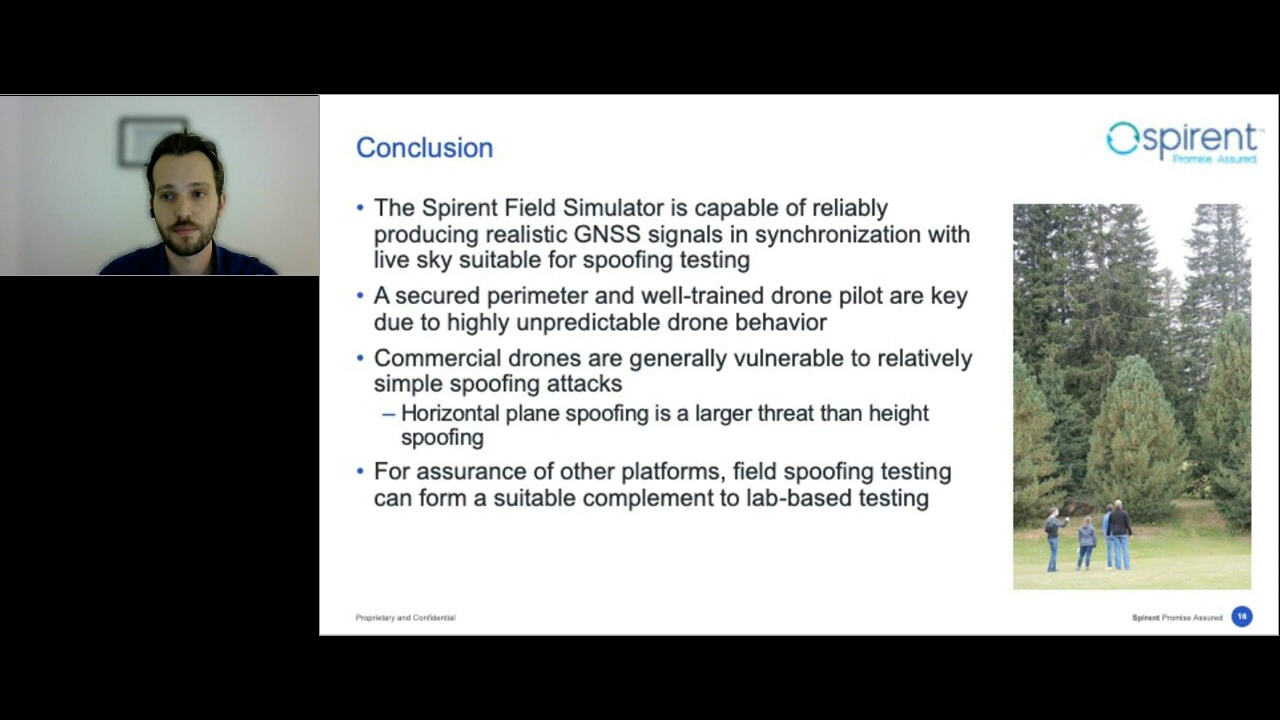 Conclusion
spirent™
Promise. Assured.
• The Spirent Field Simulator is capable of reliably
producing realistic GNSS signals in synchronization with
live sky suitable for spoofing testing
• A secured perimeter and well-trained drone pilot are key
due to highly unpredictable drone behavior
• Commercial drones are generally vulnerable to relatively
simple spoofing attacks
– Horizontal plane spoofing is a larger threat than height
spoofing
• For assurance of other platforms, field spoofing testing
can form a suitable complement to lab-based testing
Proprietary and Confidential
Spirent Promise Assured
16